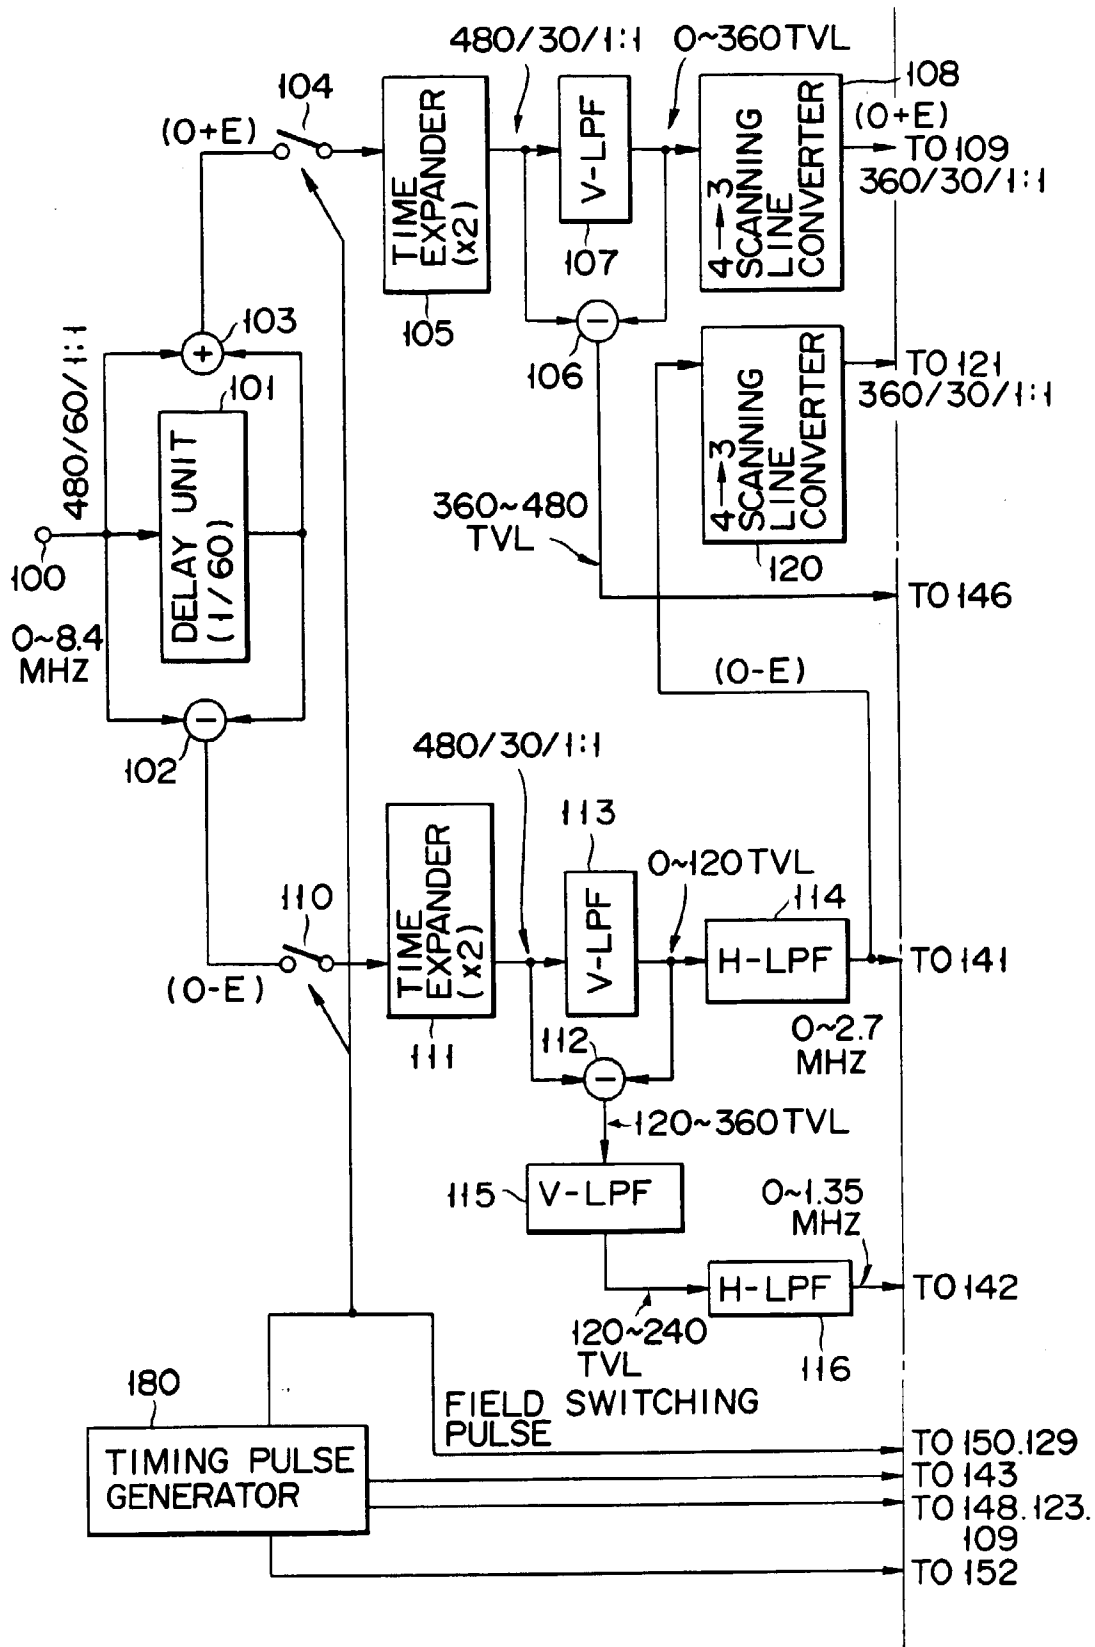 480/30/1:1
0~360TVL
108
104
(O+E)
(O+E)
TIME
EXPANDER
(x2)
V-LPF
4→3
SCANNING
LINE
CONVERTER
TO 109
360/30/1:1
107
105
103
106
480/60/1:1
101
DELAY UNIT
(1/60)
4→3
SCANNING
LINE
CONVERTER
TO 121
360/30/1:1
360~480
TVL
100
120
TO 146
0~8.4
MHZ
(O-E)
102
480/30/1:1
113
0~120TVL
114
110
TIME
EXPANDER
(x2)
V-LPF
H-LPF
TO 141
(O-E)
111
112
0~2.7
MHZ
120~360TVL
115
V-LPF
0~1.35
MHZ
H-LPF
TO 142
120~240
TVL
116
180
FIELD SWITCHING
PULSE
TIMING PULSE
GENERATOR
TO 150.129
TO 143
TO 148.123.
109
TO 152